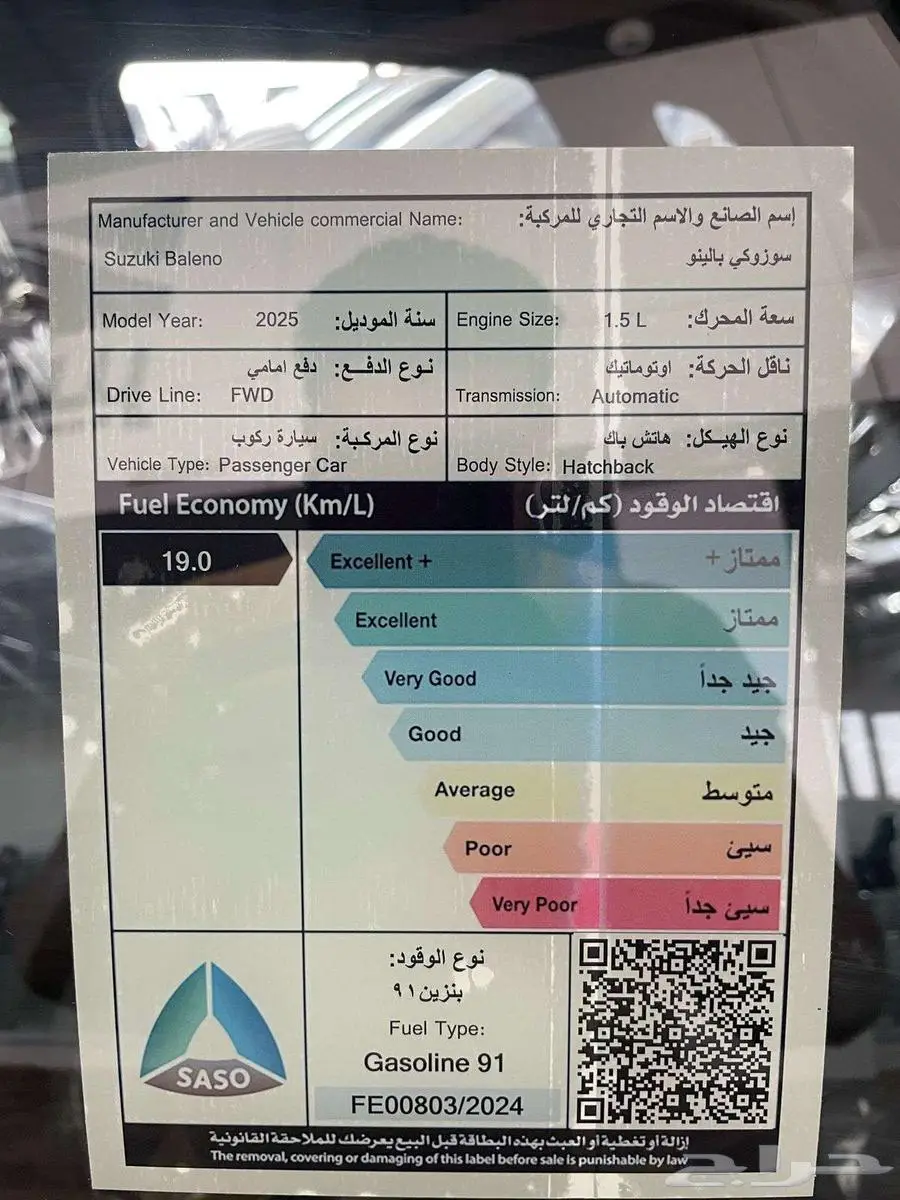 Manufacturer and Vehicle commercial Name: إسم الصانع والاسم التجاري للمركبة:
Suzuki Baleno سوزوكي بالينو
Model Year: 2025 سنة الموديل:
Engine Size: 1.5 L سعة المحرك:
نوع الدفع: دفع امامي
Drive Line: FWD
ناقل الحركة: اوتوماتيك
Transmission: Automatic
نوع المركبة: سيارة ركوب
Vehicle Type: Passenger Car
نوع الهيكل: هاتش باك
Body Style: Hatchback
Fuel Economy (Km/L) اقتصاد الوقود (كم/لتر)
19.0
Excellent + ممتاز +
Excellent ممتاز
Very Good جيد جداً
Good جيد
Average متوسط
Poor سيئ
Very Poor سيئ جداً
SASO
نوع الوقود:
بنزين ٩١
Fuel Type:
Gasoline 91
FE00803/2024
إزالة أو تغطية أو العبث بهذه البطاقة قبل البيع يعرضك للملاحقة القانونية
The removal, covering or damaging of this label before sale is punishable by law
حراج